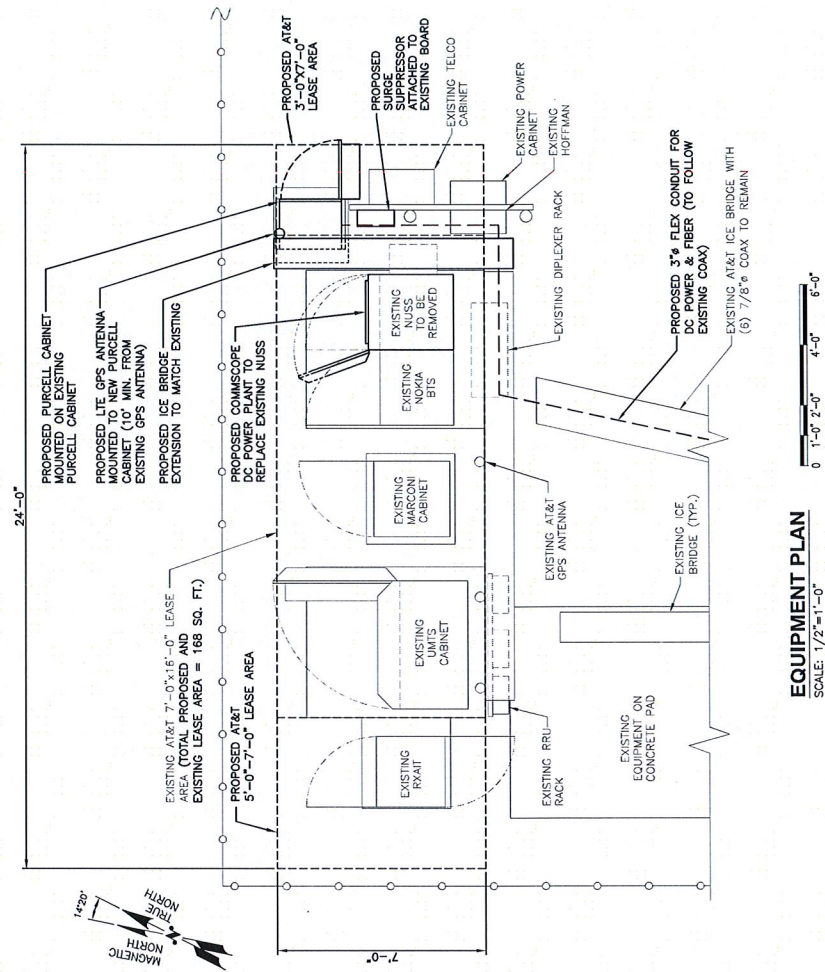 24'-0"
PROPOSED PURCELL CABINET
MOUNTED ON EXISTING
PURCELL CABINET
PROPOSED LTE GPS ANTENNA
MOUNTED TO NEW PURCELL
CABINET (10' MIN. FROM
EXISTING GPS ANTENNA)
PROPOSED ICE BRIDGE
EXTENSION TO MATCH EXISTING
PROPOSED COMMSCOPE
DC POWER PLANT TO
REPLACE EXISTING NUSS
EXISTING AT&T 7'-0"x16'-0" LEASE
AREA (TOTAL PROPOSED AND
EXISTING LEASE AREA = 168 SQ. FT.)
PROPOSED AT&T
5'-0"-7'-0" LEASE AREA
PROPOSED AT&T
3'-0"X7'-0"
LEASE AREA
PROPOSED
SURGE
SUPPRESSOR
ATTACHED TO
EXISTING BOARD
EXISTING TELCO
CABINET
EXISTING POWER
CABINET
EXISTING
HOFFMAN
EXISTING DIPLEXER RACK
PROPOSED 3"ø FLEX CONDUIT FOR
DC POWER & FIBER (TO FOLLOW
EXISTING COAX)
EXISTING AT&T ICE BRIDGE WITH
(6) 7/8"ø COAX TO REMAIN
EXISTING
NUSS
TO BE
REMOVED
EXISTING
NOKIA
BTS
EXISTING
MARCONI
CABINET
EXISTING
UMTS
CABINET
EXISTING
RXAIT
EXISTING AT&T
GPS ANTENNA
EXISTING ICE
BRIDGE (TYP.)
EXISTING RRU
RACK
EXISTING
EQUIPMENT ON
CONCRETE PAD
7'-0"
14°20'
MAGNETIC
NORTH
TRUE
NORTH
N
EQUIPMENT PLAN
SCALE: 1/2"=1'-0"
0 1'-0" 2'-0" 4'-0" 6'-0"